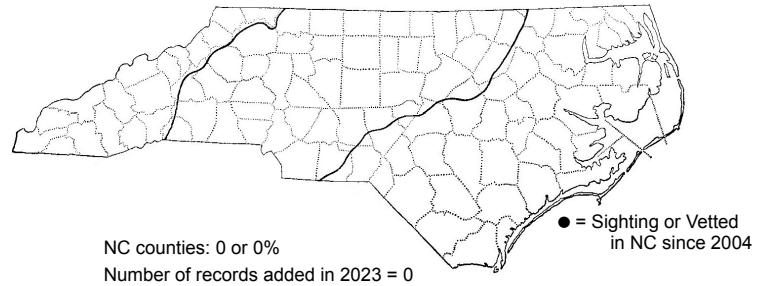 NC counties: 0 or 0%
Number of records added in 2023 = 0
● = Sighting or Vetted
in NC since 2004